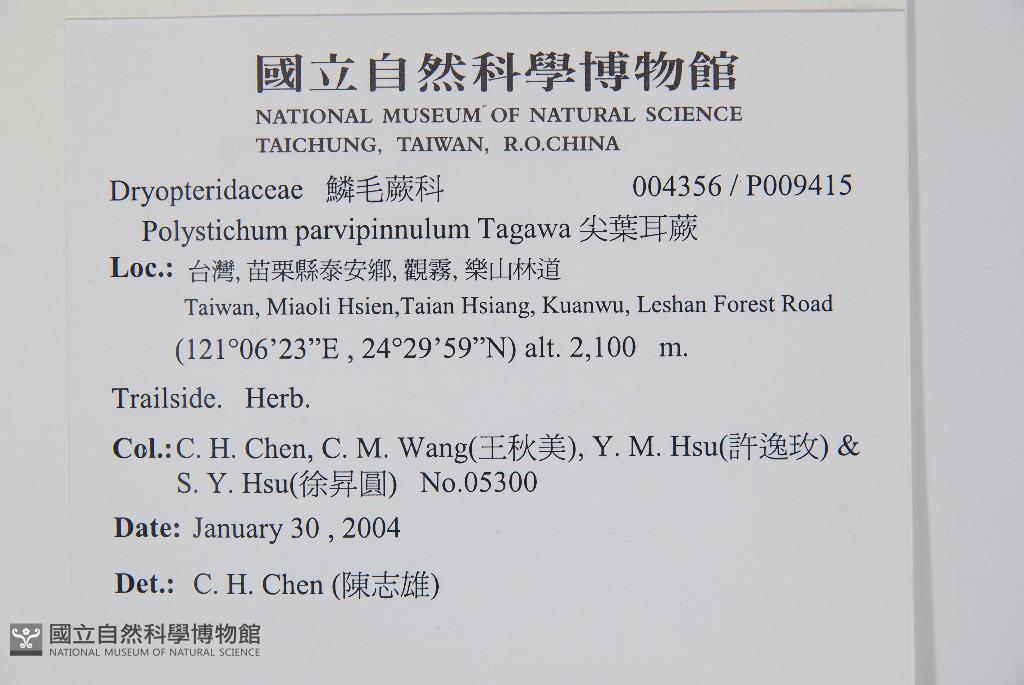 國立自然科學博物館
NATIONAL MUSEUM OF NATURAL SCIENCE
TAICHUNG, TAIWAN, R.O.CHINA
Dryopteridaceae 鱗毛蕨科 004356 / P009415
Polystichum parvipinnulum Tagawa 尖葉耳蕨
Loc.: 台灣, 苗栗縣泰安鄉, 觀霧, 樂山林道
Taiwan, Miaoli Hsien,Taian Hsiang, Kuanwu, Leshan Forest Road
(121°06’23”E , 24°29’59”N) alt. 2,100 m.
Trailside. Herb.
Col.: C. H. Chen, C. M. Wang(王秋美), Y. M. Hsu(許逸玫) &
S. Y. Hsu(徐昇圓) No.05300
Date: January 30 , 2004
Det.: C. H. Chen (陳志雄)
國立自然科學博物館
NATIONAL MUSEUM OF NATURAL SCIENCE